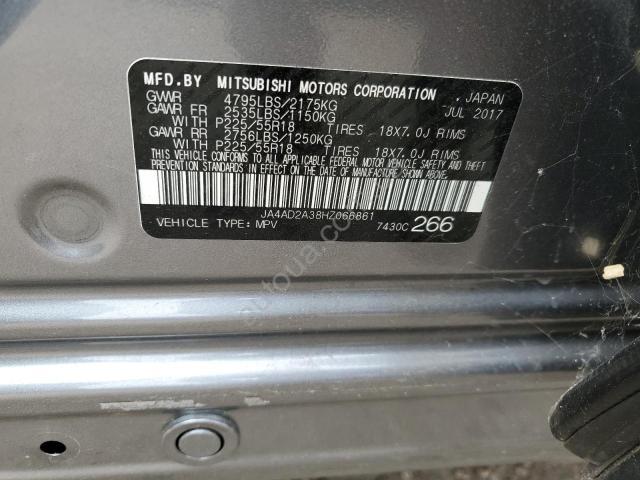 MFD.BY MITSUBISHI MOTORS CORPORATION , JAPAN
GVWR 4795LBS/2175KG JUL 2017
GAWR FR 2535LBS/1150KG
WITH P225/55R18 TIRES 18X7.0J RIMS
GAWR RR 2756LBS/1250KG
WITH P225/55R18 TIRES 18X7.0J RIMS
THIS VEHICLE CONFORMS TO ALL APPLICABLE FEDERAL MOTOR VEHICLE SAFETY AND THEFT
PREVENTION STANDARDS IN EFFECT ON THE DATE OF MANUFACTURE SHOWN ABOVE.
JA4AD2A38HZ066861
VEHICLE TYPE: MPV 7430C 266
autoua.org